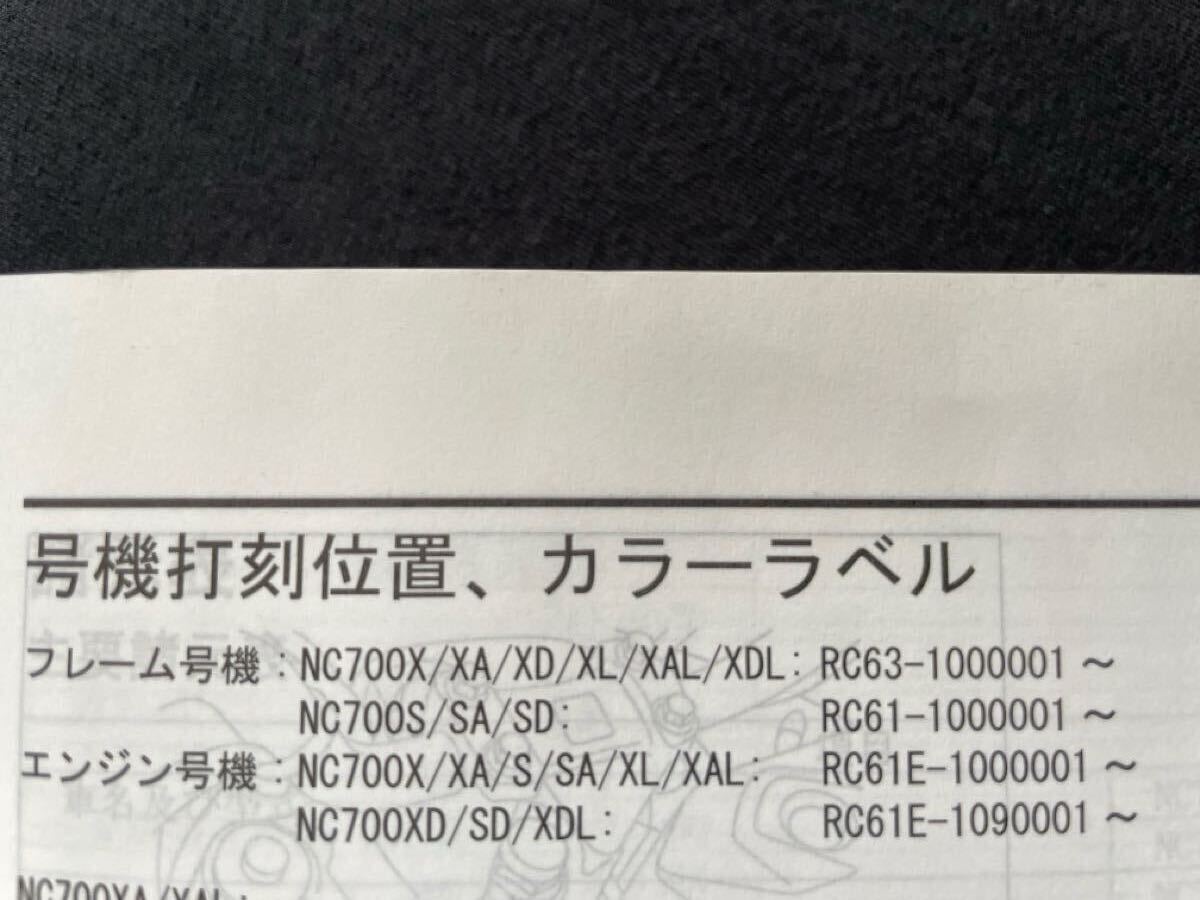 号機打刻位置、カラーラベル
フレーム号機：NC700X/XA/XD/XL/XAL/XDL: RC63-1000001～
NC700S/SA/SD: RC61-1000001～
エンジン号機：NC700X/XA/S/SA/XL/XAL: RC61E-1000001～
NC700XD/SD/XDL: RC61E-1090001～
NC700XA/XAL: